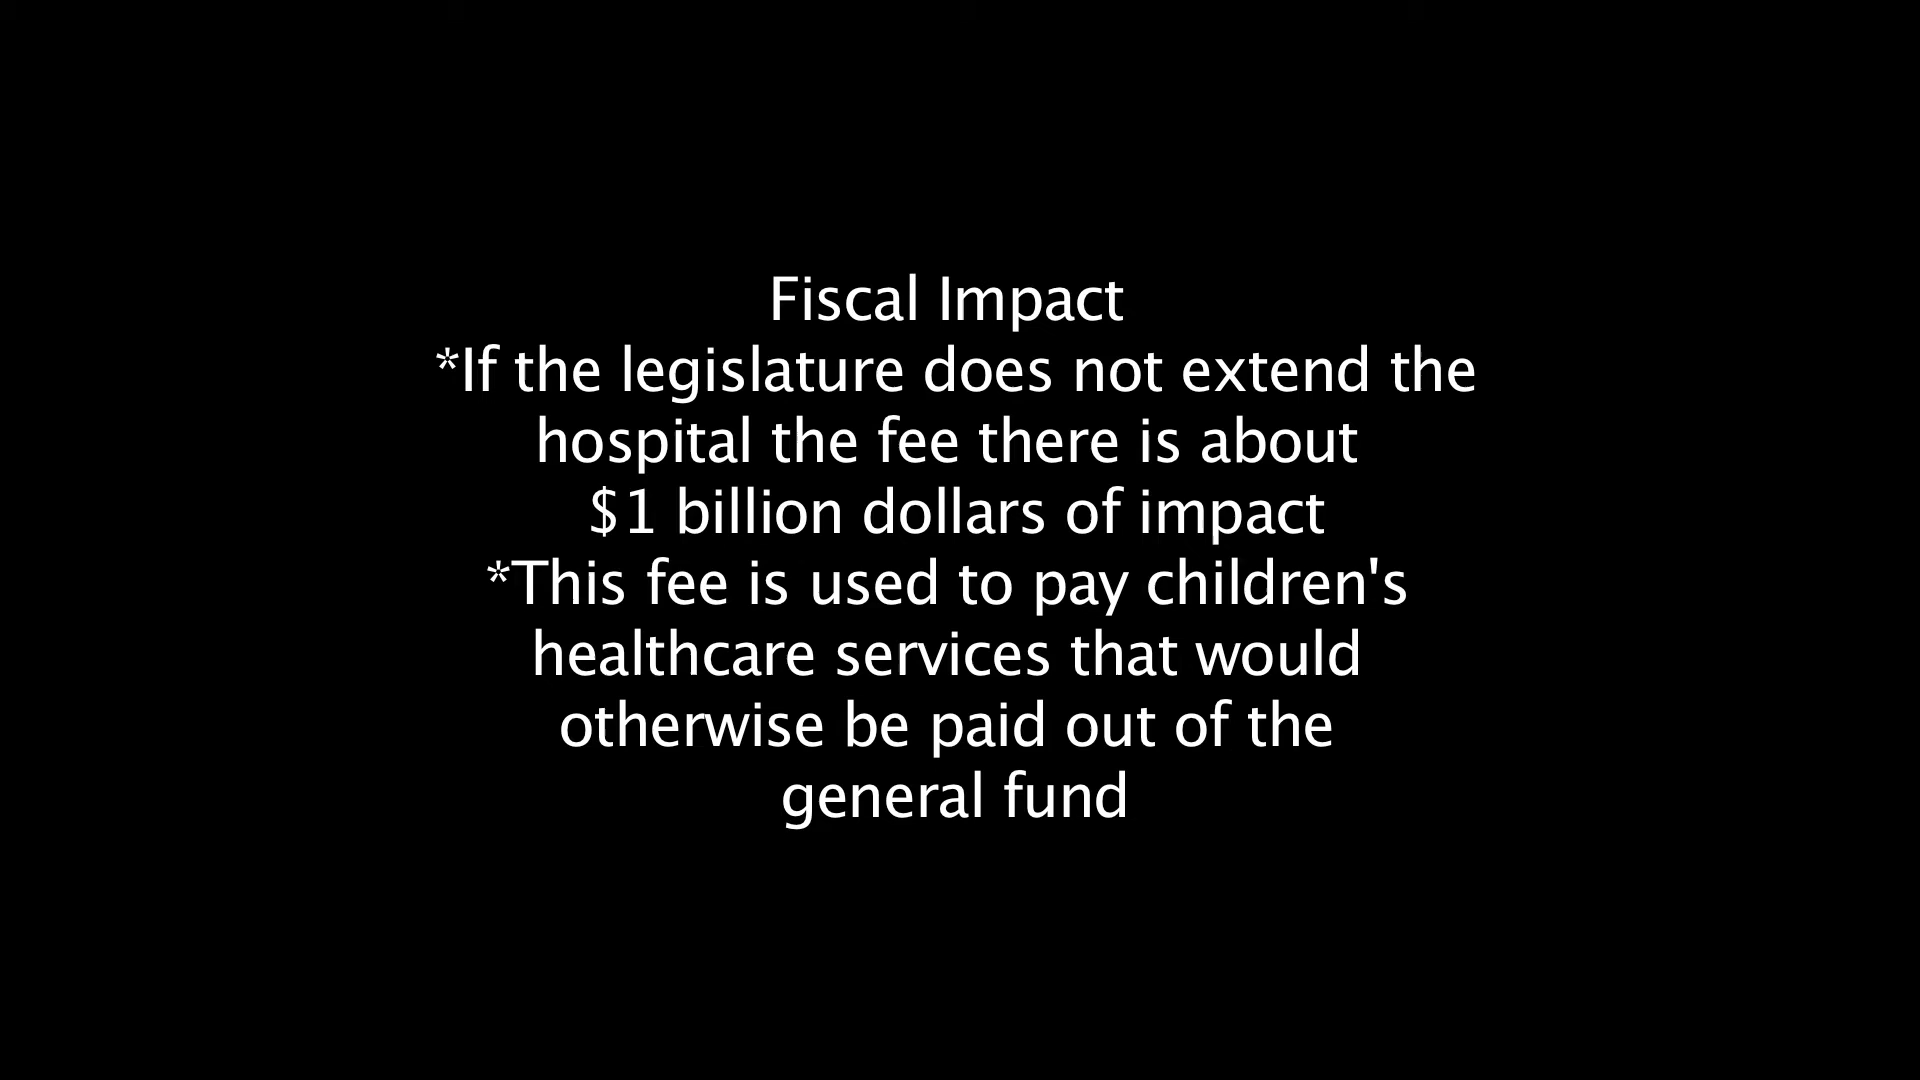 Fiscal Impact
*If the legislature does not extend the
hospital the fee there is about
$1 billion dollars of impact
*This fee is used to pay children's
healthcare services that would
otherwise be paid out of the
general fund